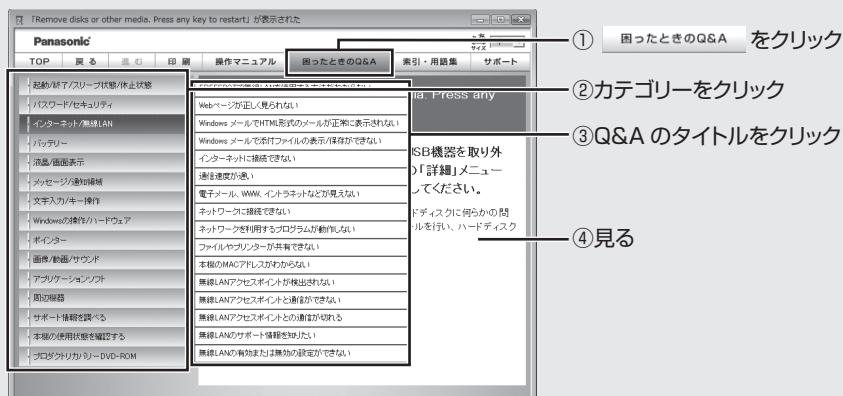 「Remove disks or other media. Press any key to restart」が表示された
Panasonic
サイズ
TOP 戻る 進む 印刷 操作マニュアル 困ったときのQ&A 索引・用語集 サポート
起動/終了/スリープ状態/休止状態
パスワード/セキュリティ
インターネット/無線LAN
バッテリー
液晶/画面表示
メッセージ/通知領域
文字入力/キー操作
Windowsの操作/ハードウェア
ポインター
画像/動画/サウンド
アプリケーションソフト
周辺機器
サポート情報を調べる
本機の使用状態を確認する
プロダクトリカバリーDVD-ROM
Webページが正しく見られない
Windows メールでHTML形式のメールが正常に表示されない
Windows メールで添付ファイルの表示/保存ができない
インターネットに接続できない
通信速度が遅い
電子メール、WWW、イントラネットなどが見えない
ネットワークに接続できない
ネットワークを利用するプログラムが動作しない
ファイルやプリンターが共有できない
本機のMACアドレスがわからない
無線LANアクセスポイントが検出されない
無線LANアクセスポイントと通信ができない
無線LANアクセスポイントとの通信が切れる
無線LANのサポート情報を知りたい
無線LANの有効または無効の設定ができない
dia. Press any
SB機器を取り外
の「詳細」メニュー
してください。
ドディスクに何らかの問
ールを行い、ハードディスク
① 困ったときのQ&A をクリック
②カテゴリーをクリック
③Q&A のタイトルをクリック
④見る